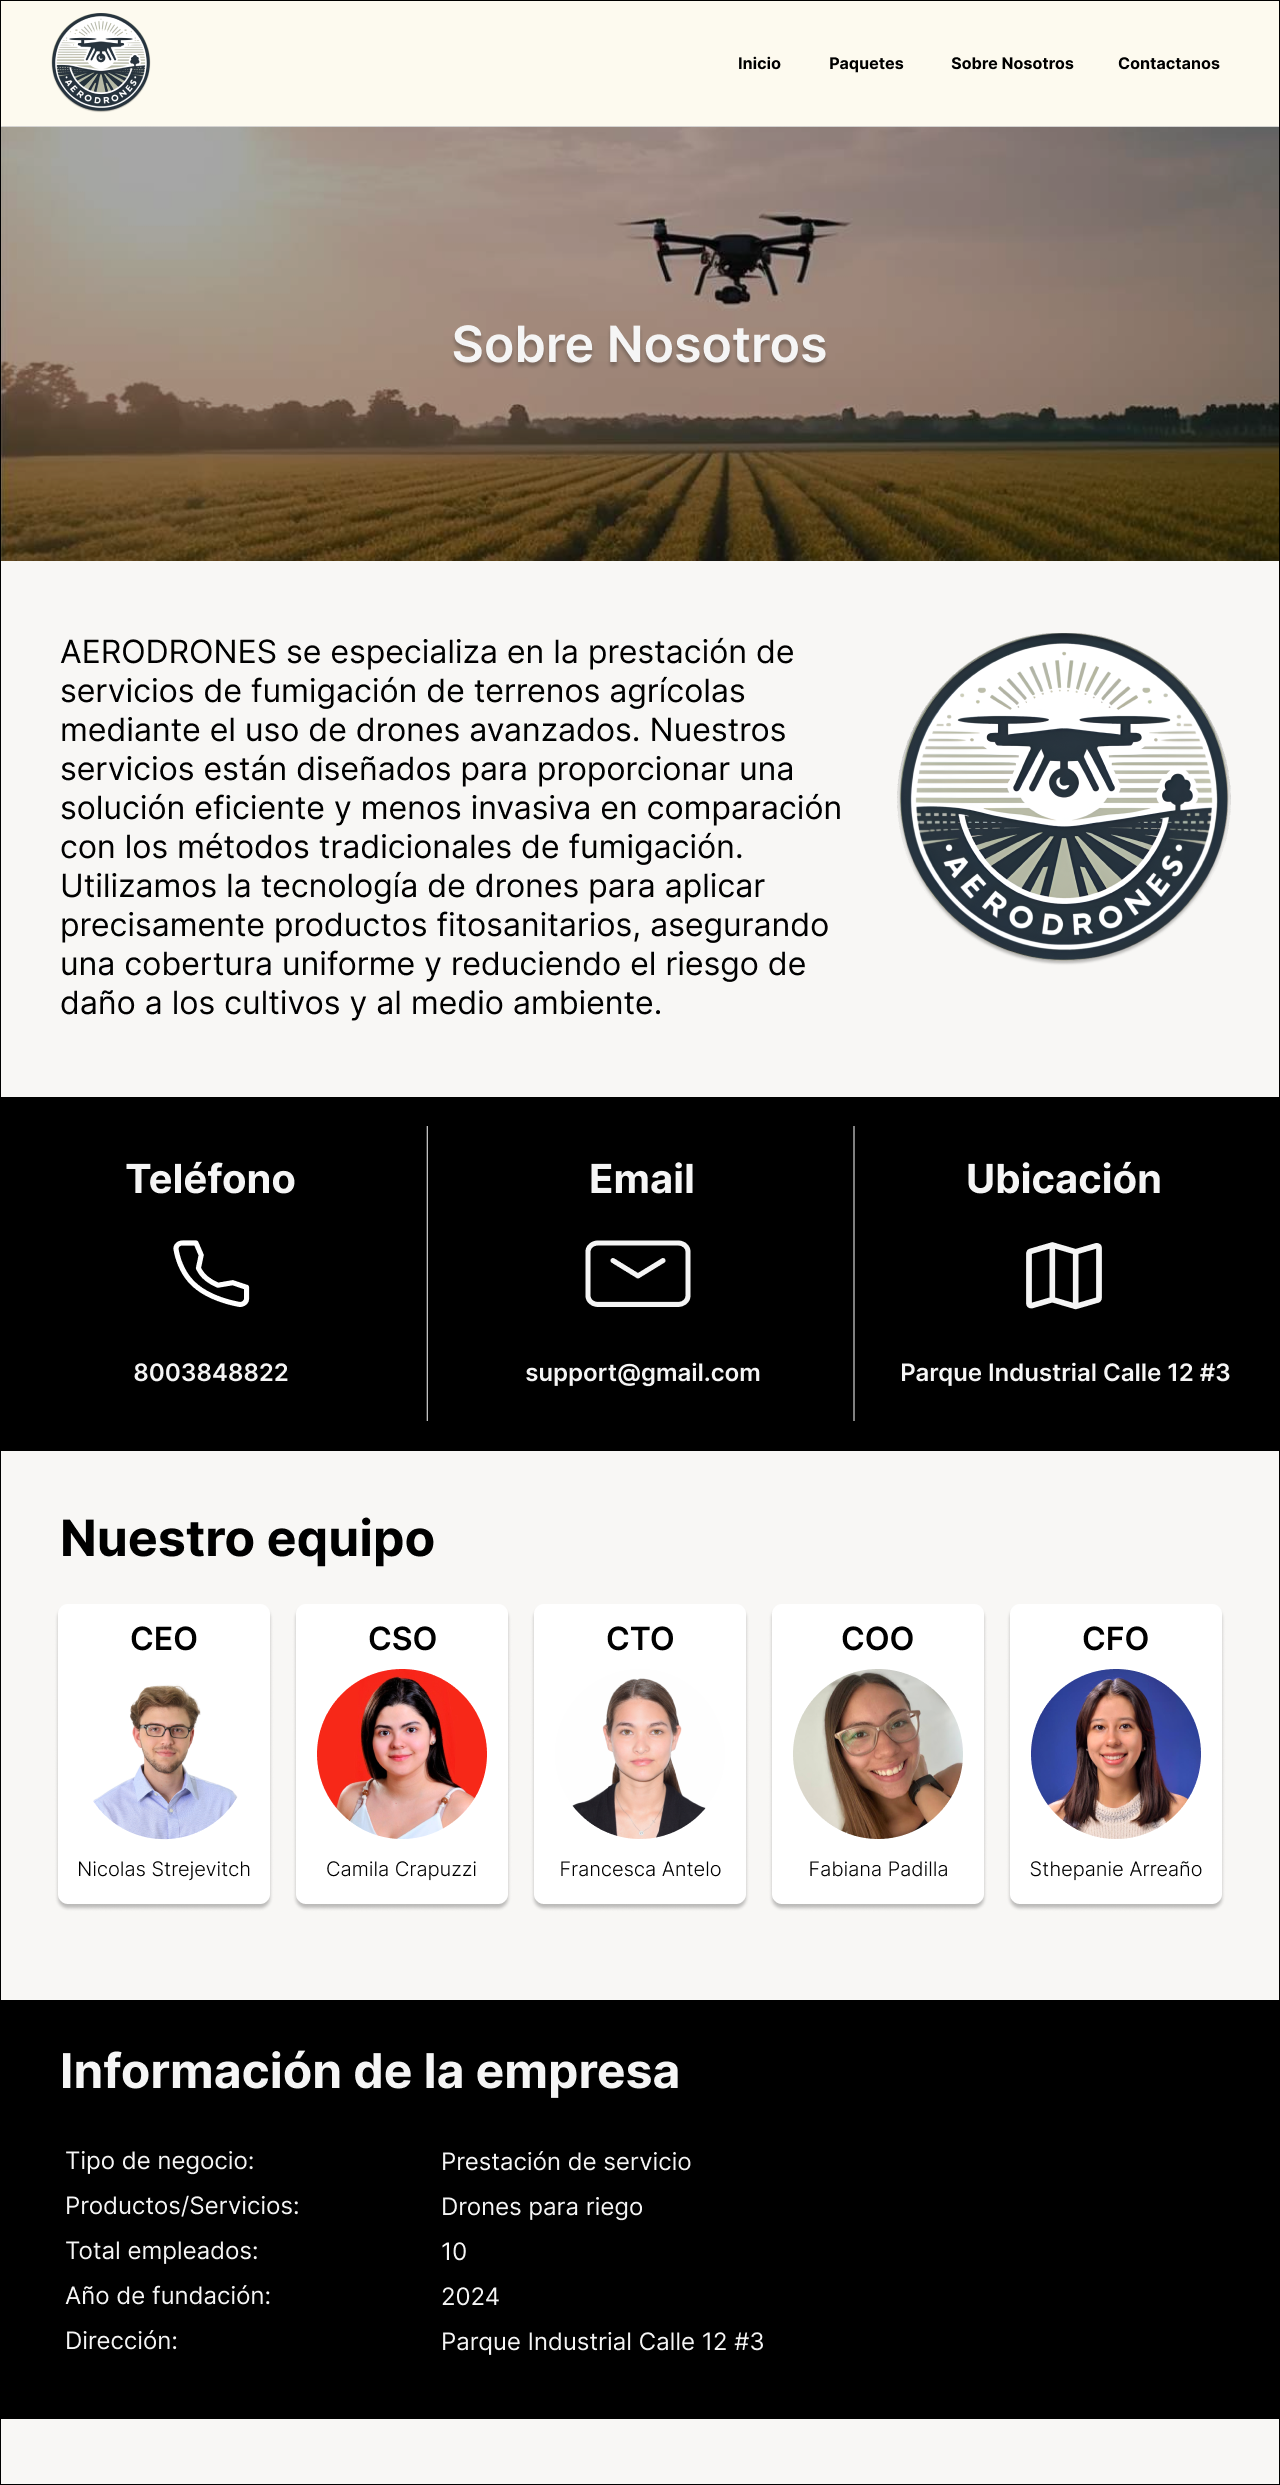 AERODRONES
Inicio Paquetes Sobre Nosotros Contactanos
Sobre Nosotros
AERODRONES se especializa en la prestación de
servicios de fumigación de terrenos agrícolas
mediante el uso de drones avanzados. Nuestros
servicios están diseñados para proporcionar una
solución eficiente y menos invasiva en comparación
con los métodos tradicionales de fumigación.
Utilizamos la tecnología de drones para aplicar
precisamente productos fitosanitarios, asegurando
una cobertura uniforme y reduciendo el riesgo de
daño a los cultivos y al medio ambiente.
· AERODRONES ·
Teléfono
8003848822
Email
support@gmail.com
Ubicación
Parque Industrial Calle 12 #3
Nuestro equipo
CEO
Nicolas Strejevitch
CSO
Camila Crapuzzi
CTO
Francesca Antelo
COO
Fabiana Padilla
CFO
Sthepanie Arreaño
Información de la empresa
Tipo de negocio: Prestación de servicio
Productos/Servicios: Drones para riego
Total empleados: 10
Año de fundación: 2024
Dirección: Parque Industrial Calle 12 #3